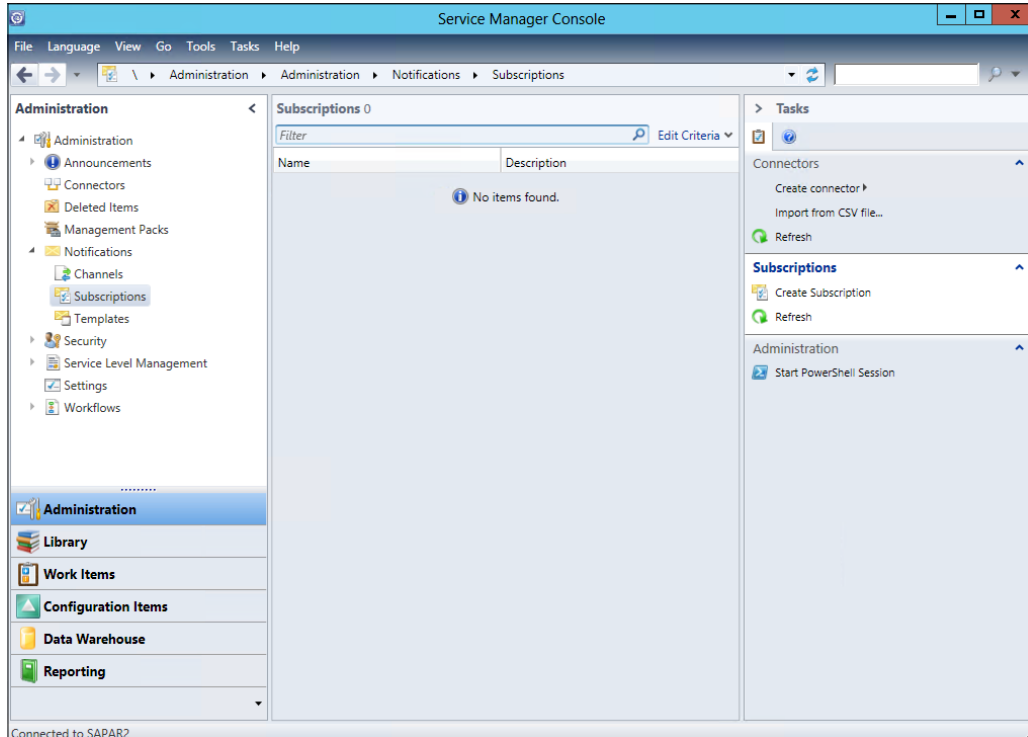 Service Manager Console
File Language View Go Tools Tasks Help
\ Administration Administration Notifications Subscriptions
Administration
Administration
Announcements
Connectors
Deleted Items
Management Packs
Notifications
Channels
Subscriptions
Templates
Security
Service Level Management
Settings
Workflows
Administration
Library
Work Items
Configuration Items
Data Warehouse
Reporting
Subscriptions 0
Filter Edit Criteria
Name Description
No items found.
Tasks
Connectors
Create connector
Import from CSV file...
Refresh
Subscriptions
Create Subscription
Refresh
Administration
Start PowerShell Session
Connected to SAPAR2